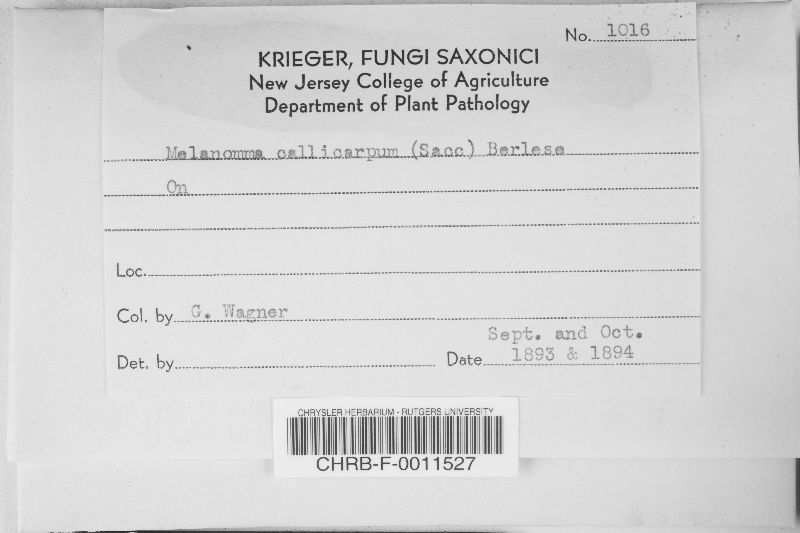 No. 1016
KRIEGER, FUNGI SAXONICI
New Jersey College of Agriculture
Department of Plant Pathology
Melanomma callicarpum (Sacc) Berlese
On
Loc.
Col. by G. Wagner
Sept. and Oct.
Det. by Date 1893 & 1894
CHRYSLER HERBARIUM - RUTGERS UNIVERSITY
CHRB-F-0011527